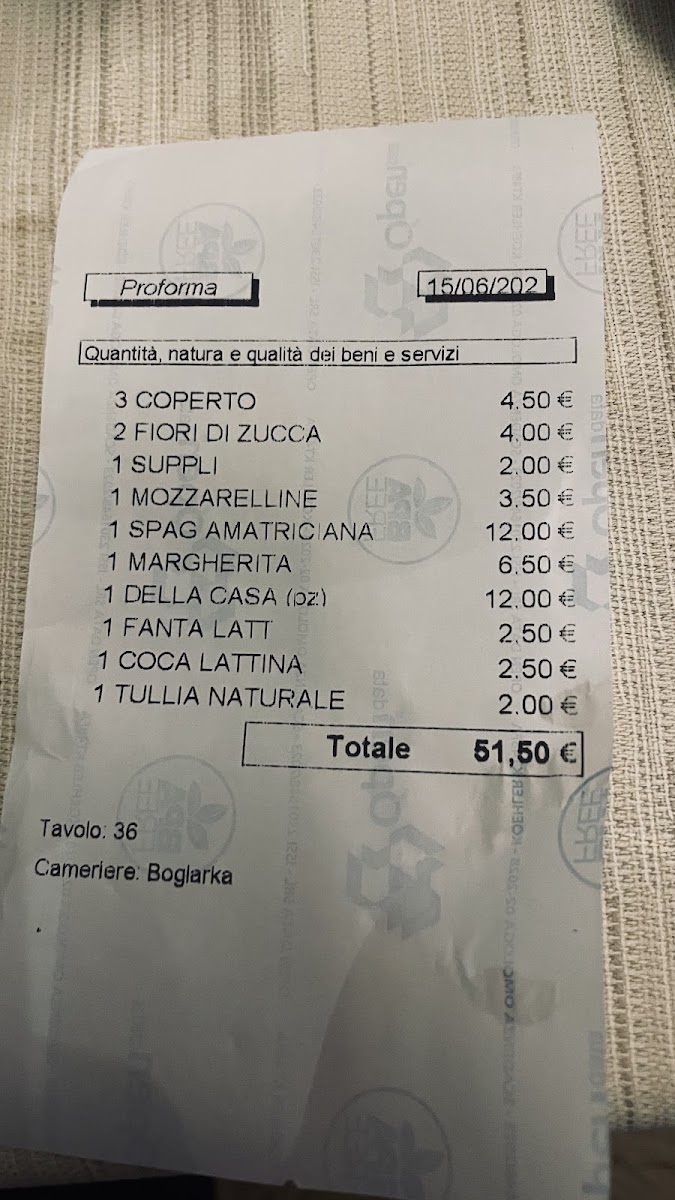 Proforma 15/06/202
Quantità, natura e qualità dei beni e servizi
3 COPERTO 4.50 €
2 FIORI DI ZUCCA 4.00 €
1 SUPPLI 2.00 €
1 MOZZARELLINE 3.50 €
1 SPAG AMATRICIANA 12.00 €
1 MARGHERITA 6.50 €
1 DELLA CASA (pz) 12.00 €
1 FANTA LATT 2.50 €
1 COCA LATTINA 2.50 €
1 TULLIA NATURALE 2.00 €
Totale 51,50 €
Tavolo: 36
Cameriere: Boglarka